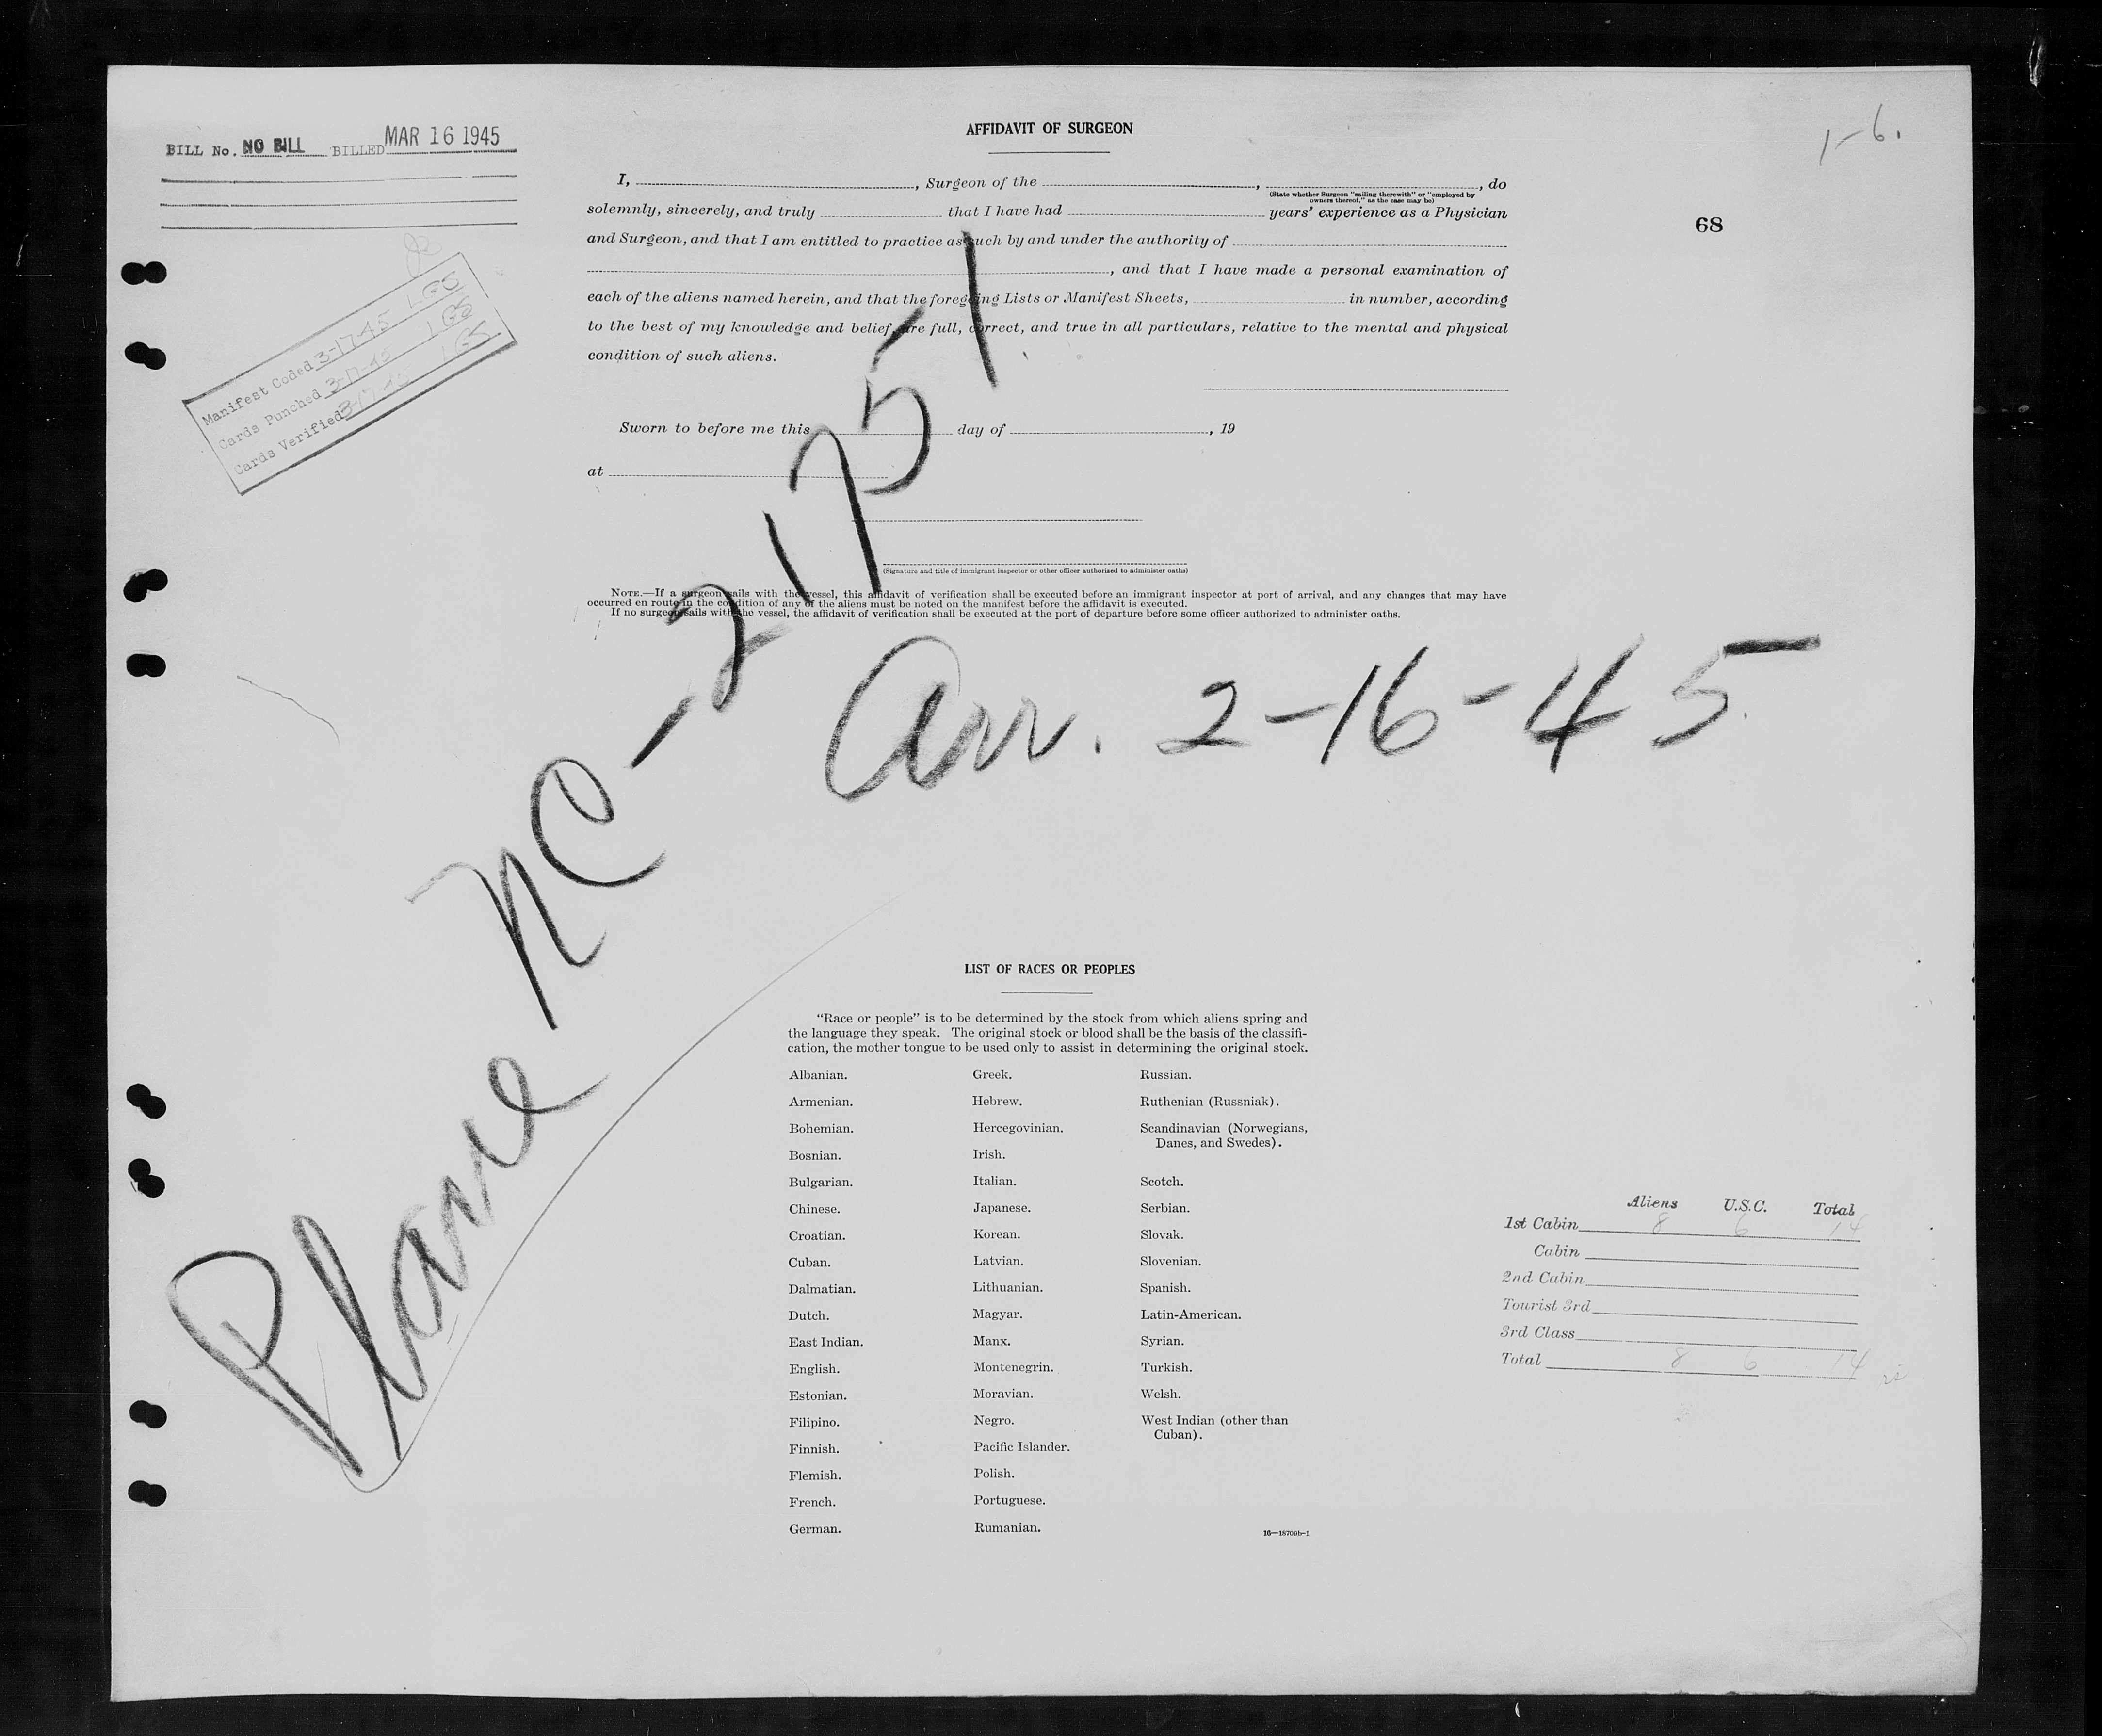 BILL No. NO BILL BILLED MAR 16 1945
AFFIDAVIT OF SURGEON
1-6.
68
I, , Surgeon of the , , do
(State whether Surgeon "sailing therewith" or "employed by
owners thereof," as the case may be)
solemnly, sincerely, and truly that I have had years' experience as a Physician
and Surgeon, and that I am entitled to practice as such by and under the authority of
, and that I have made a personal examination of
each of the aliens named herein, and that the foregoing Lists or Manifest Sheets, in number, according
to the best of my knowledge and belief, are full, correct, and true in all particulars, relative to the mental and physical
condition of such aliens.
Manifest Coded 3-17-45 1
Cards Punched 3-17-45 1
Cards Verified 3-17-45 1
Sworn to before me this day of , 19
at
(Signature and title of immigrant inspector or other officer authorized to administer oaths)
NOTE.—If a surgeon sails with the vessel, this affidavit of verification shall be executed before an immigrant inspector at port of arrival, and any changes that may have
occurred en route in the condition of any of the aliens must be noted on the manifest before the affidavit is executed.
If no surgeon sails with the vessel, the affidavit of verification shall be executed at the port of departure before some officer authorized to administer oaths.
Plane NC-21751
Arr. 2-16-45
LIST OF RACES OR PEOPLES
"Race or people" is to be determined by the stock from which aliens spring and
the language they speak. The original stock or blood shall be the basis of the classifi-
cation, the mother tongue to be used only to assist in determining the original stock.
Albanian.
Armenian.
Bohemian.
Bosnian.
Bulgarian.
Chinese.
Croatian.
Cuban.
Dalmatian.
Dutch.
East Indian.
English.
Estonian.
Filipino.
Finnish.
Flemish.
French.
German.
Greek.
Hebrew.
Hercegovinian.
Irish.
Italian.
Japanese.
Korean.
Latvian.
Lithuanian.
Magyar.
Manx.
Montenegrin.
Moravian.
Negro.
Pacific Islander.
Polish.
Portuguese.
Rumanian.
Russian.
Ruthenian (Russniak).
Scandinavian (Norwegians,
Danes, and Swedes).
Scotch.
Serbian.
Slovak.
Slovenian.
Spanish.
Latin-American.
Syrian.
Turkish.
Welsh.
West Indian (other than
Cuban).
16—18709b-1
Aliens U.S.C. Total
1st Cabin 8 6 14
Cabin
2nd Cabin
Tourist 3rd
3rd Class
Total 8 6 14